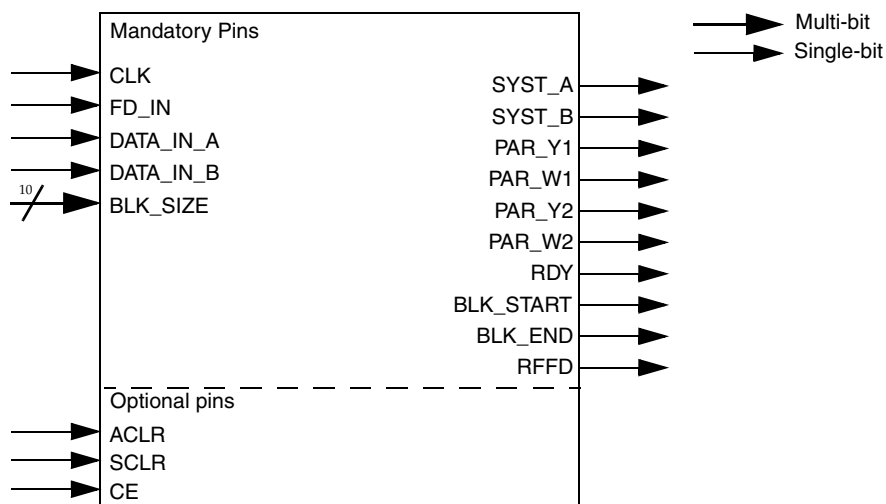 Mandatory Pins
CLK
FD_IN
DATA_IN_A
DATA_IN_B
10
BLK_SIZE
SYST_A
SYST_B
PAR_Y1
PAR_W1
PAR_Y2
PAR_W2
RDY
BLK_START
BLK_END
RFFD
Optional pins
ACLR
SCLR
CE
Multi-bit
Single-bit